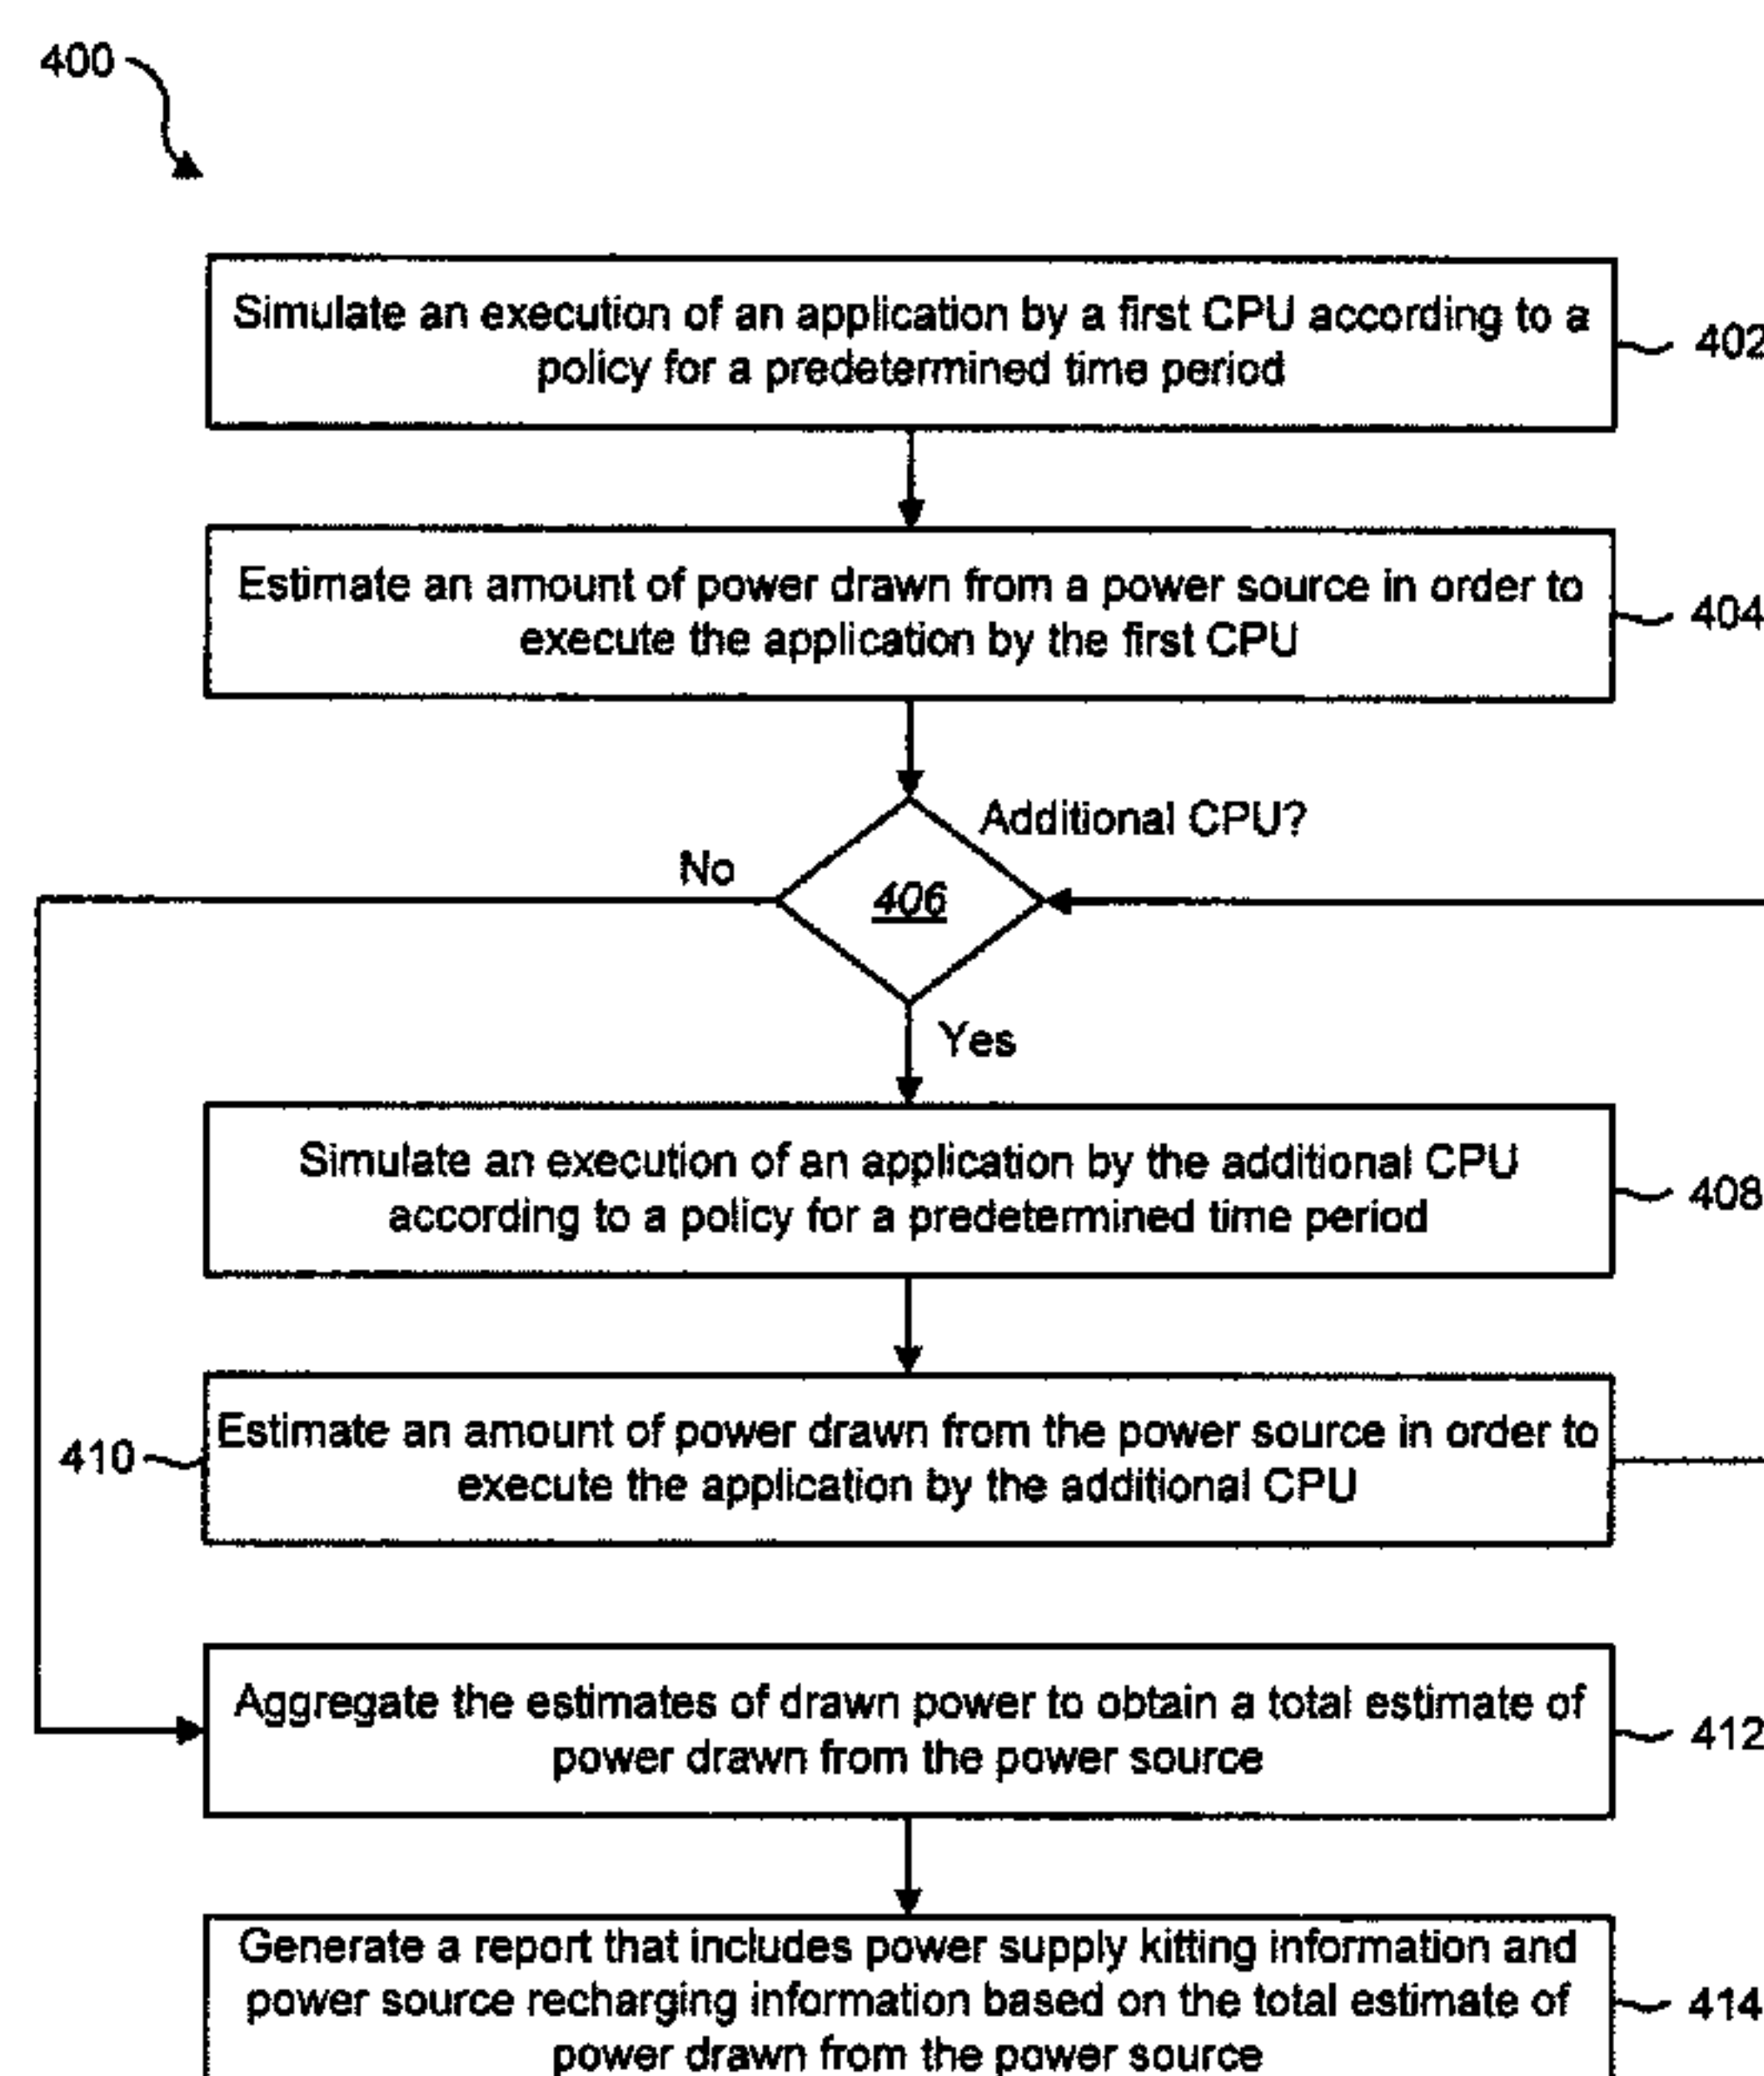 400
Simulate an execution of an application by a first CPU according to a
policy for a predetermined time period
402
Estimate an amount of power drawn from a power source in order to
execute the application by the first CPU
404
Additional CPU?
No
406
Yes
Simulate an execution of an application by the additional CPU
according to a policy for a predetermined time period
408
410
Estimate an amount of power drawn from the power source in order to
execute the application by the additional CPU
Aggregate the estimates of drawn power to obtain a total estimate of
power drawn from the power source
412
Generate a report that includes power supply kitting information and
power source recharging information based on the total estimate of
power drawn from the power source
414